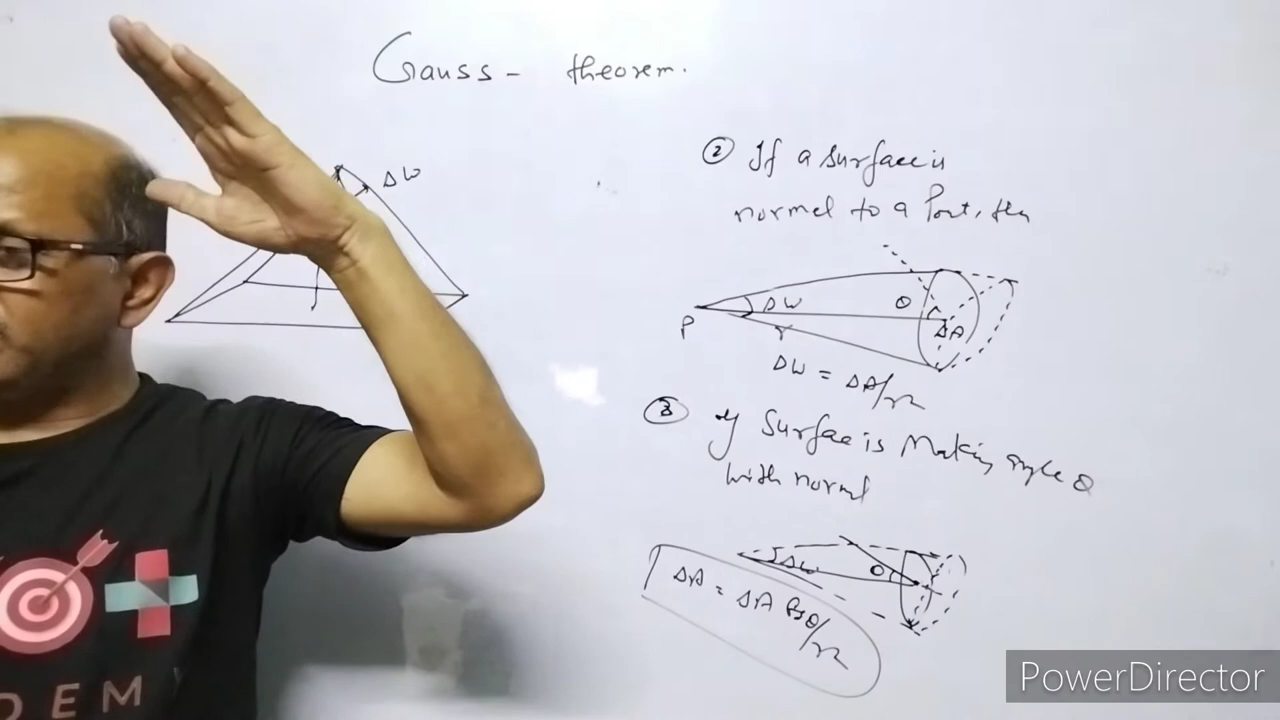 Gauss - theorem.
ΔW
② If a surface is
normal to a Point, then
ΔW
θ
ΔA
P
r
ΔW = ΔA/r2
③ If Surface is Making angle θ
with normal
ΔW
θ
ΔA = ΔA Cosθ/r2
DEM
PowerDirector